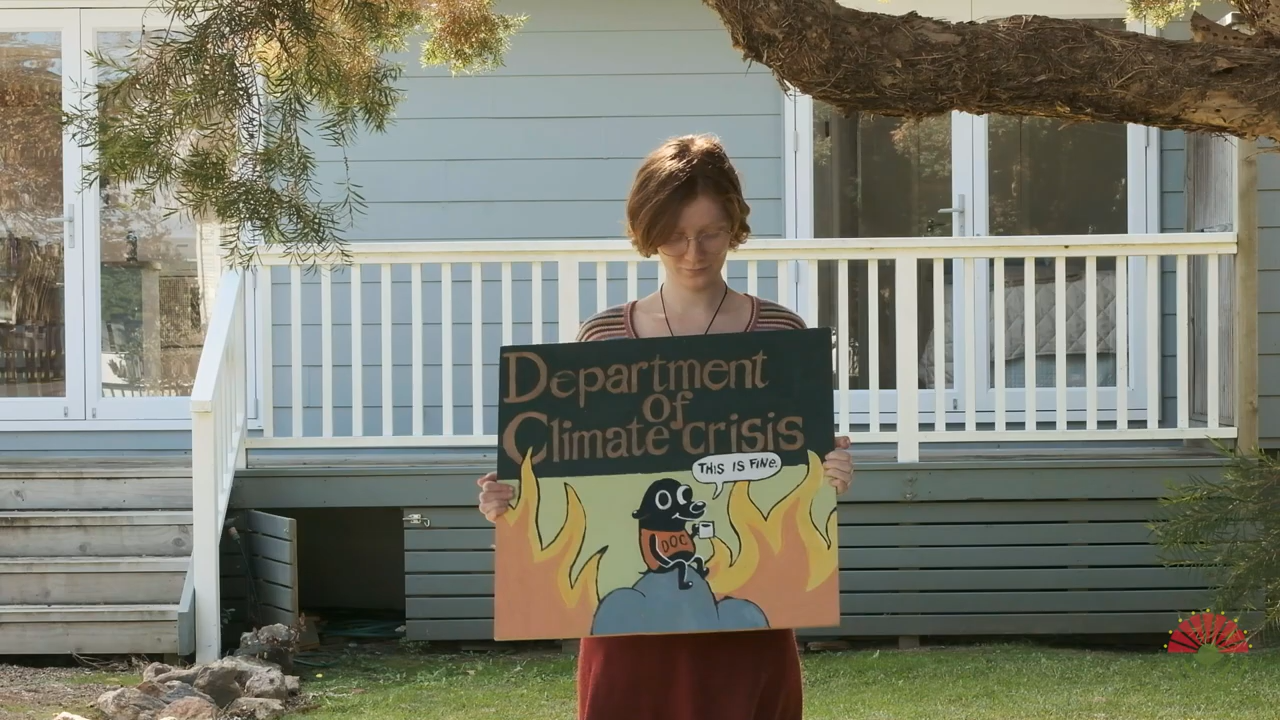 Department
of
Climate crisis
THIS IS FINE.
DOC